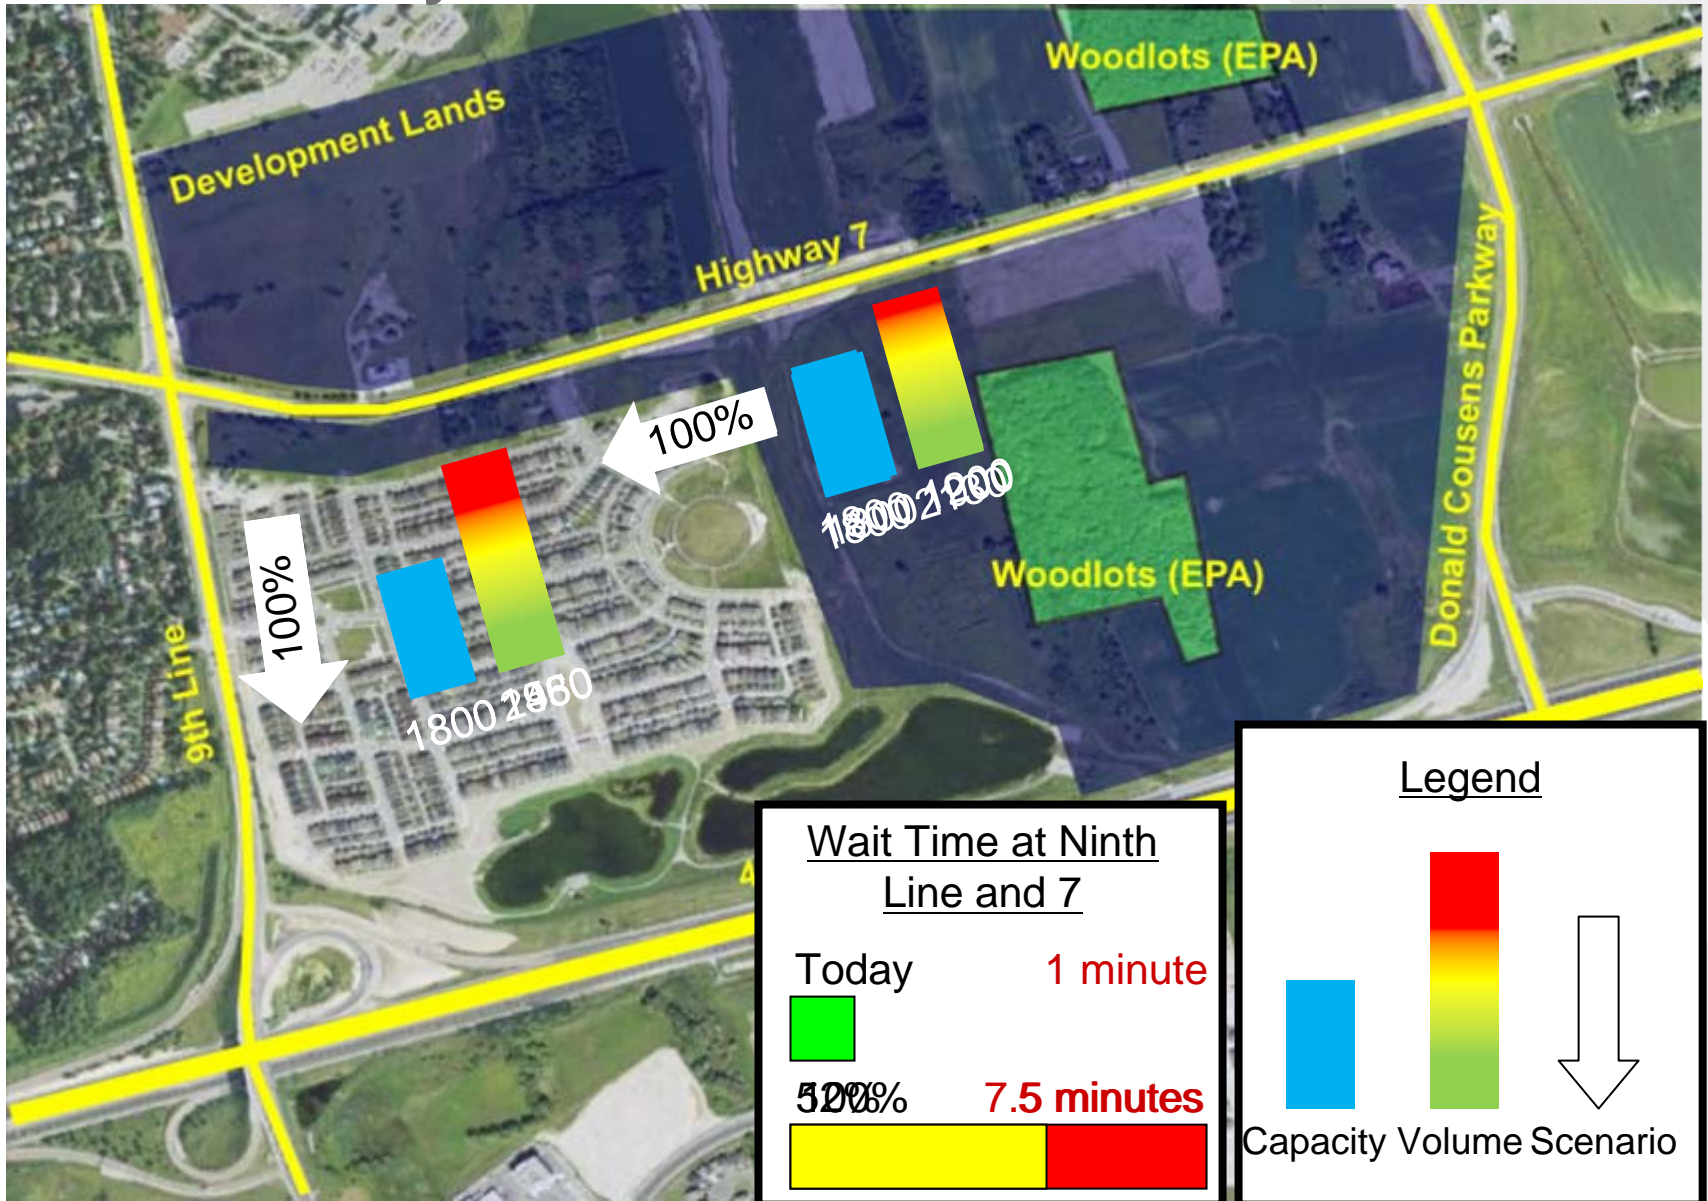 Woodlots (EPA)
Development Lands
Highway 7
Donald Cousens Parkway
100%
100%
Woodlots (EPA)
9th Line
1800
Legend
Wait Time at Ninth
Line and 7
Today 1 minute
7.5 minutes
Capacity Volume Scenario